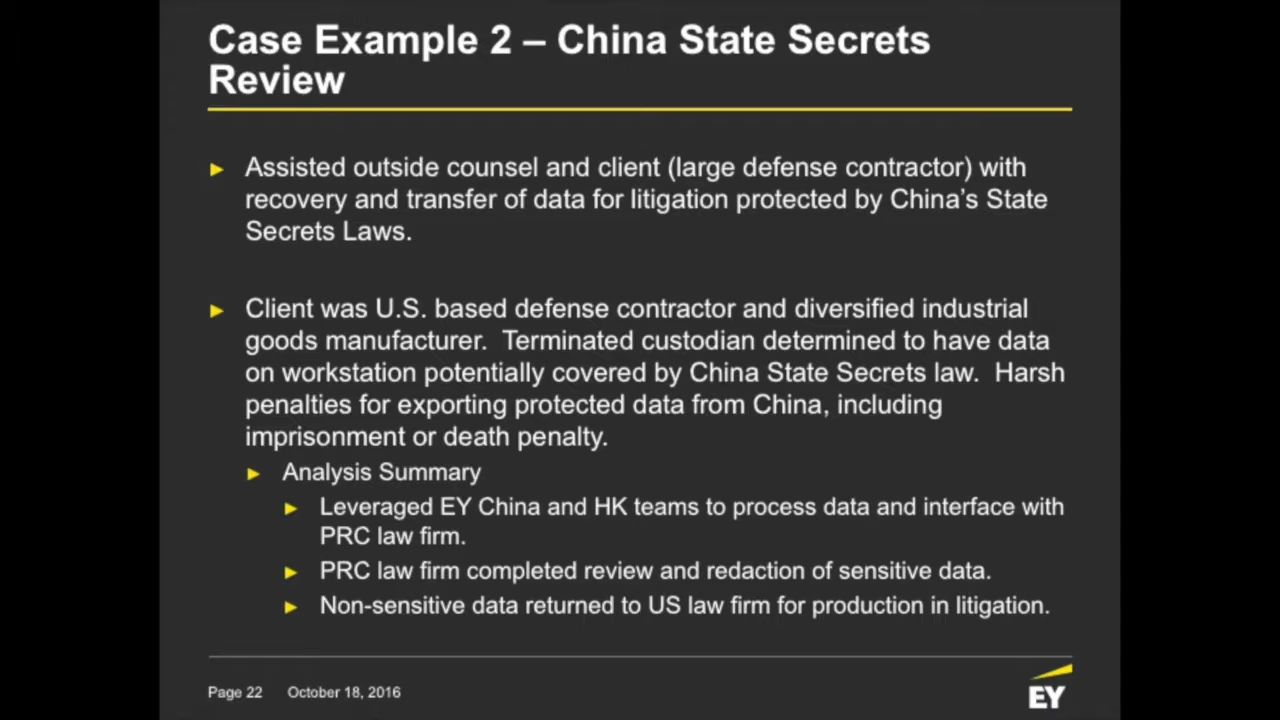 Case Example 2 – China State Secrets
Review
► Assisted outside counsel and client (large defense contractor) with
recovery and transfer of data for litigation protected by China’s State
Secrets Laws.
► Client was U.S. based defense contractor and diversified industrial
goods manufacturer.  Terminated custodian determined to have data
on workstation potentially covered by China State Secrets law.  Harsh
penalties for exporting protected data from China, including
imprisonment or death penalty.
► Analysis Summary
► Leveraged EY China and HK teams to process data and interface with
PRC law firm.
► PRC law firm completed review and redaction of sensitive data.
► Non-sensitive data returned to US law firm for production in litigation.
Page 22 October 18, 2016
EY